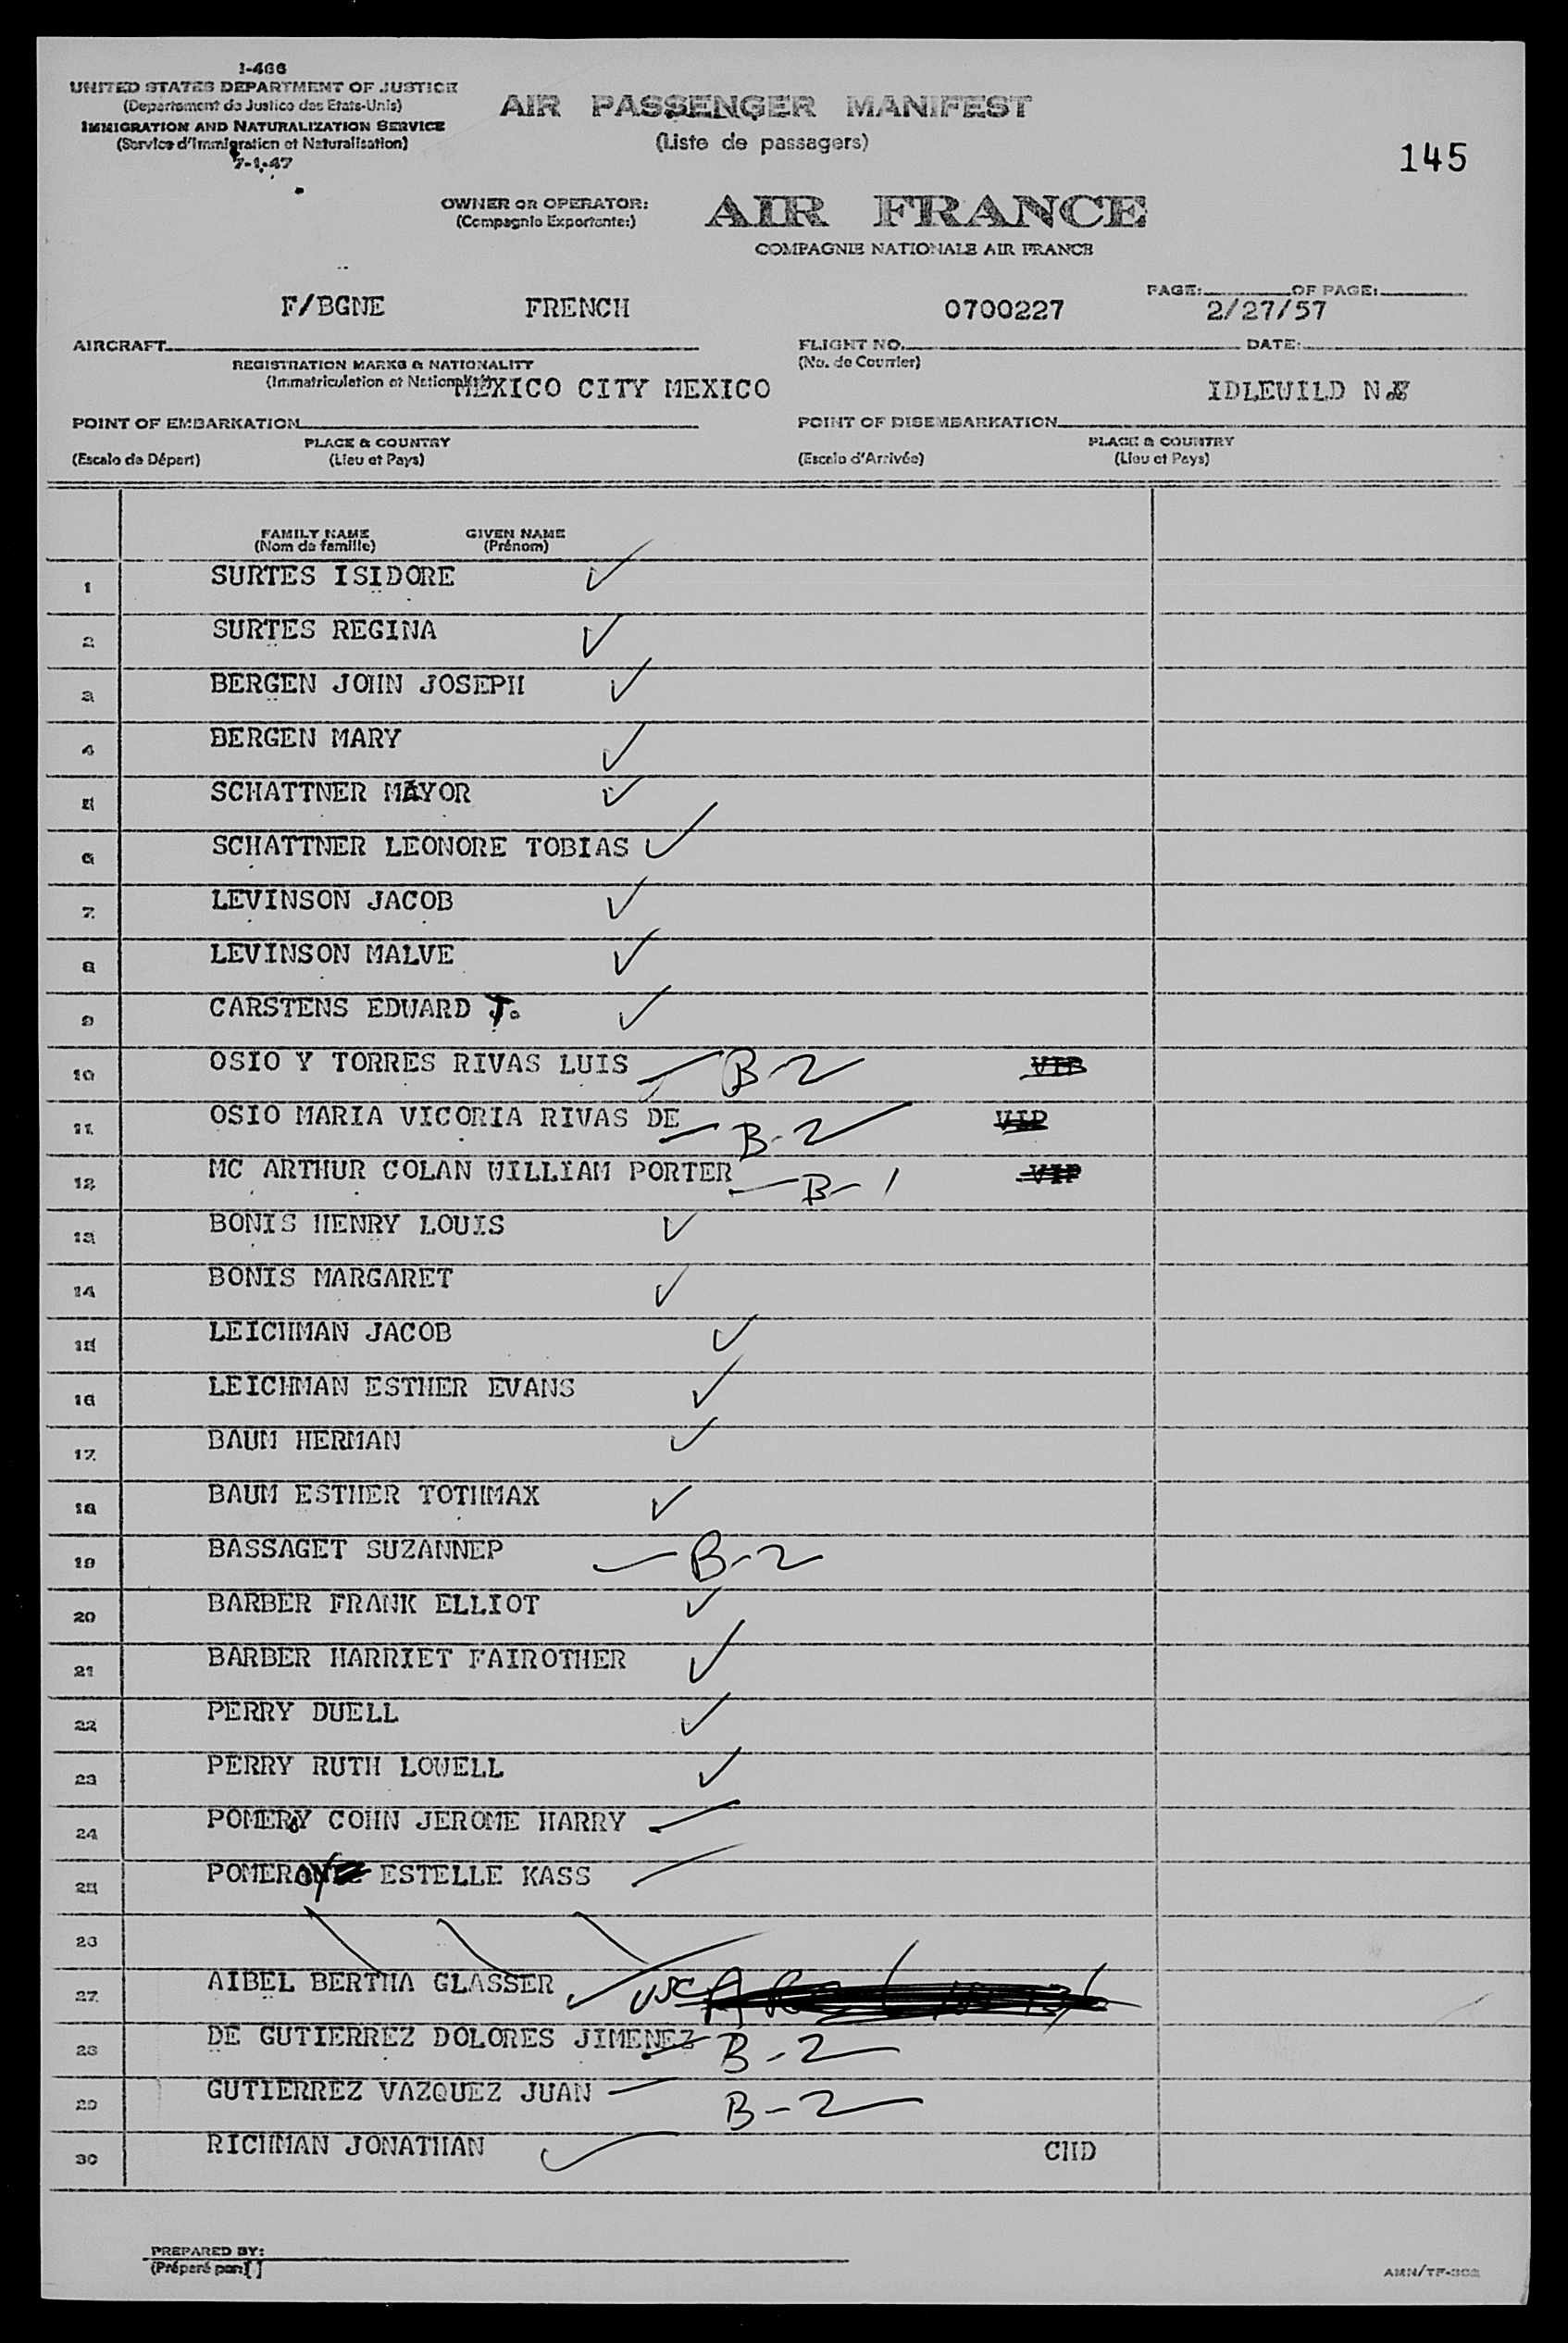 I-466
UNITED STATES DEPARTMENT OF JUSTICE
(Departement de Justice des Etats-Unis)
IMMIGRATION AND NATURALIZATION SERVICE
(Service d'Immigration et Naturalisation)
7-1-47
AIR PASSENGER MANIFEST
(Liste de passagers)
145
OWNER OR OPERATOR: AIR FRANCE
(Compagnie Exportante:)
COMPAGNIE NATIONALE AIR FRANCE
PAGE: OF PAGE:
F/BGNE FRENCH 0700227 2/27/57
AIRCRAFT FLIGHT NO. DATE:
REGISTRATION MARKS & NATIONALITY (No. de Courrier)
(Immatriculation et Nationalité)
MEXICO CITY MEXICO IDLEWILD N.Y
POINT OF EMBARKATION POINT OF DISEMBARKATION
PLACE & COUNTRY PLACE & COUNTRY
(Escale de Départ) (Lieu et Pays) (Escale d'Arrivée) (Lieu et Pays)
FAMILY NAME GIVEN NAME
(Nom de famille) (Prénom)
1 SURTES ISIDORE ✓
2 SURTES REGINA ✓
3 BERGEN JOHN JOSEPH ✓
4 BERGEN MARY ✓
5 SCHATTNER MAYOR ✓
6 SCHATTNER LEONORE TOBIAS ✓
7 LEVINSON JACOB ✓
8 LEVINSON MALVE ✓
9 CARSTENS EDWARD J. ✓
10 OSIO Y TORRES RIVAS LUIS B-2 VIP
11 OSIO MARIA VICORIA RIVAS DE B-2 VIP
12 MC ARTHUR COLAN WILLIAM PORTER B-1 VIP
13 BONIS HENRY LOUIS ✓
14 BONIS MARGARET ✓
15 LEICHMAN JACOB ✓
16 LEICHMAN ESTHER EVANS ✓
17 BAUM HERMAN ✓
18 BAUM ESTHER TOTHMAX ✓
19 BASSAGET SUZANNEP B-2
20 BARBER FRANK ELLIOT ✓
21 BARBER HARRIET FAIROTHER ✓
22 PERRY DUELL ✓
23 PERRY RUTH LOWELL ✓
24 POMEROY COHN JEROME HARRY ✓
25 POMEROY ESTELLE KASS ✓
26
27 AIBEL BERTHA GLASSER ✓ USC
28 DE GUTIERREZ DOLORES JIMENEZ B-2
29 GUTIERREZ VAZQUEZ JUAN B-2
30 RICHMAN JONATHAN ✓ CHD
PREPARED BY:
(Préparé par:)
AMN/TF-302